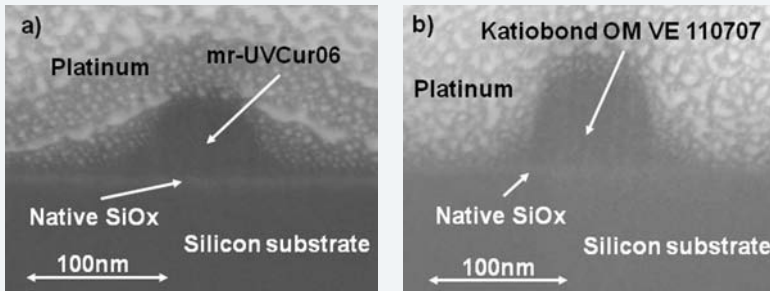 a)
mr-UVCur06
Platinum
Native SiOx
Silicon substrate
100nm
b)
Katiobond OM VE 110707
Platinum
Native SiOx
Silicon substrate
100nm